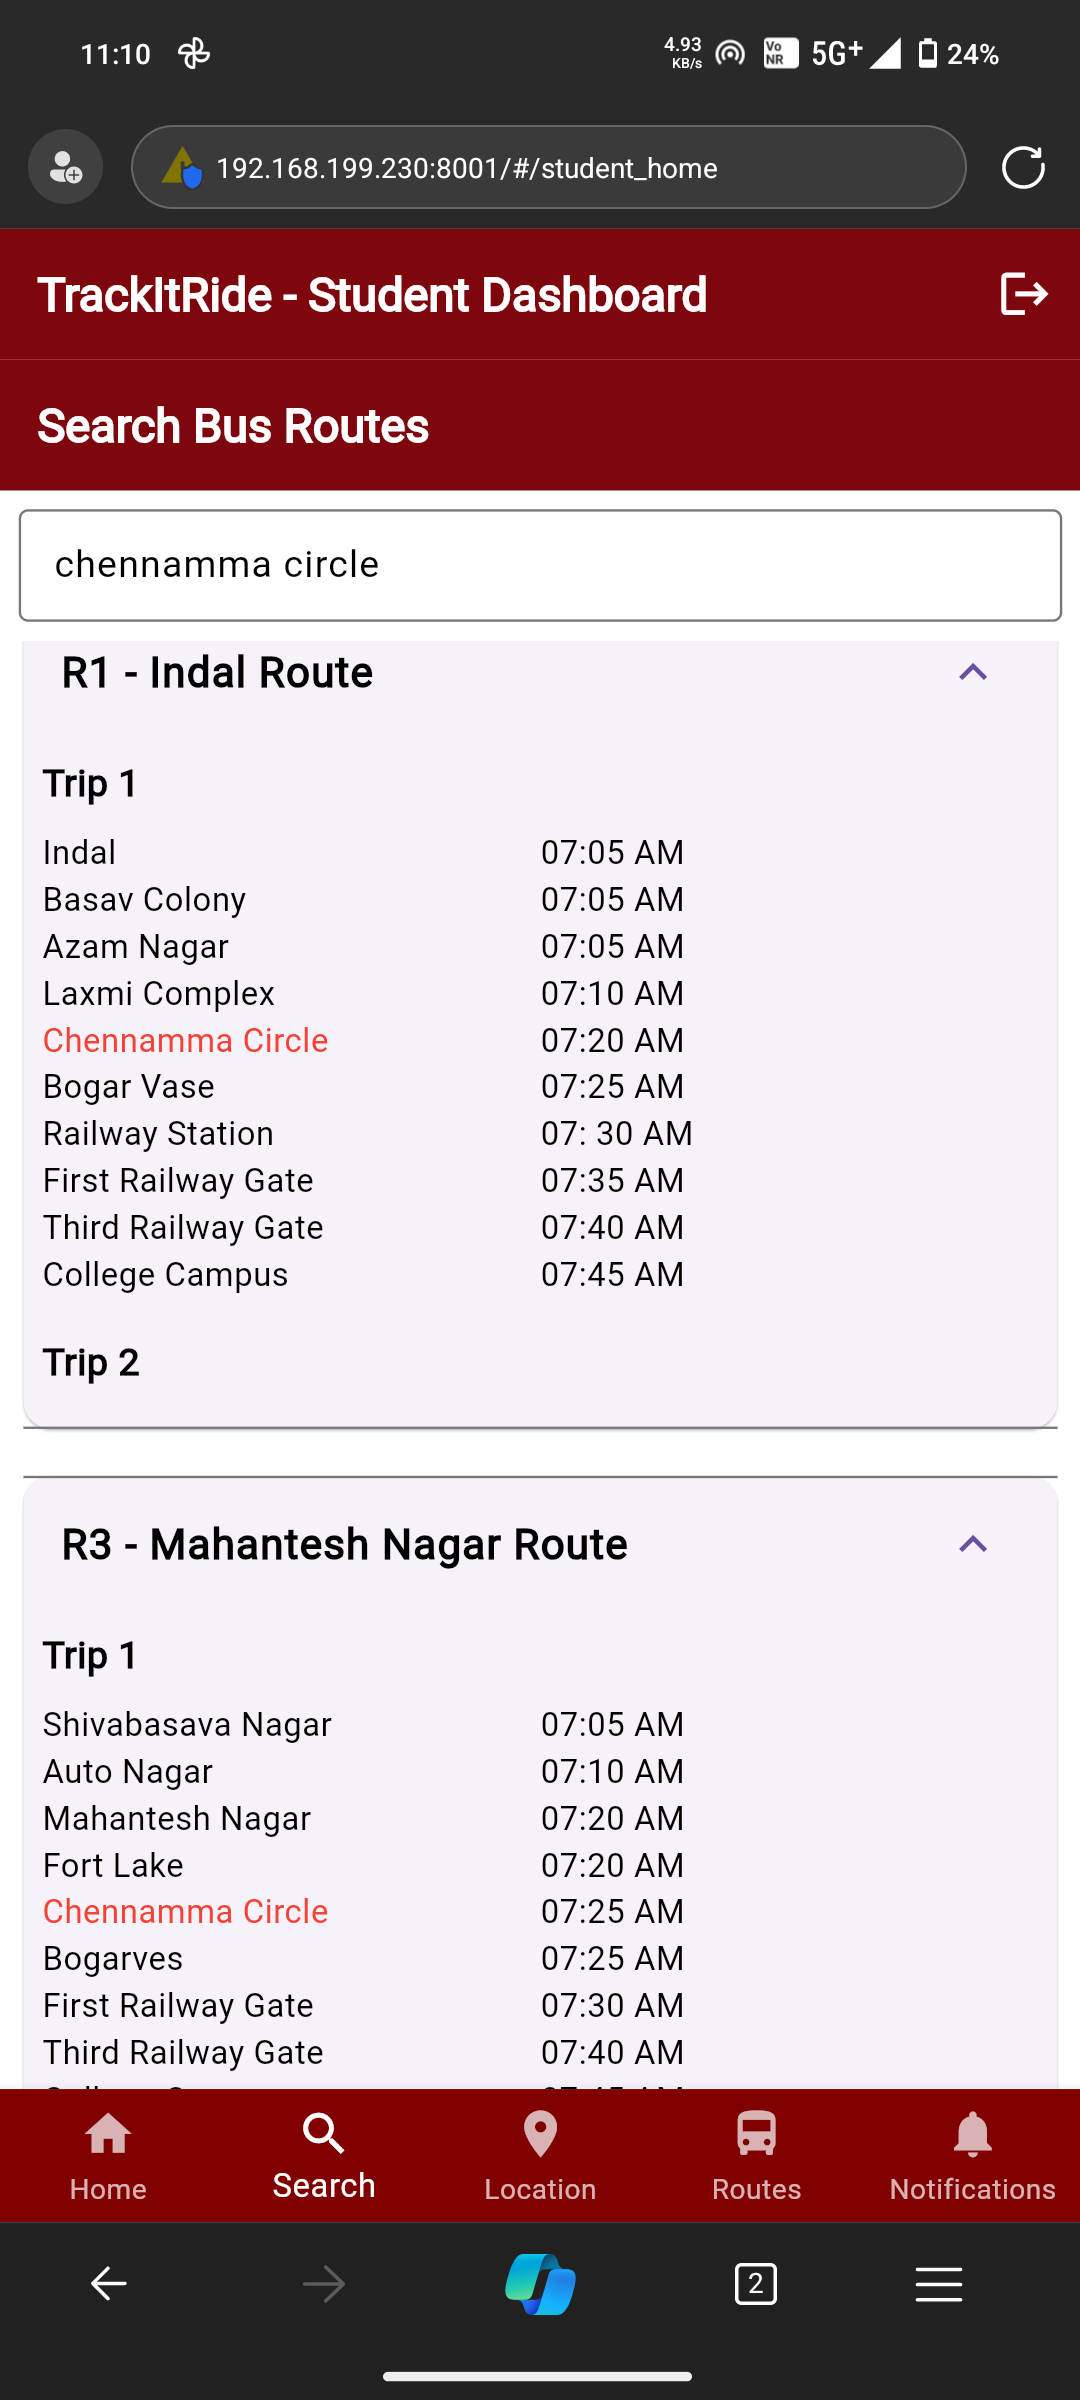 11:10
4.93 KB/s
Vo NR
5G+
24%
192.168.199.230:8001/#/student_home
TrackItRide - Student Dashboard
Search Bus Routes
chennamma circle
R1 - Indal Route
Trip 1
Indal 07:05 AM
Basav Colony 07:05 AM
Azam Nagar 07:05 AM
Laxmi Complex 07:10 AM
Chennamma Circle 07:20 AM
Bogar Vase 07:25 AM
Railway Station 07: 30 AM
First Railway Gate 07:35 AM
Third Railway Gate 07:40 AM
College Campus 07:45 AM
Trip 2
R3 - Mahantesh Nagar Route
Trip 1
Shivabasava Nagar 07:05 AM
Auto Nagar 07:10 AM
Mahantesh Nagar 07:20 AM
Fort Lake 07:20 AM
Chennamma Circle 07:25 AM
Bogarves 07:25 AM
First Railway Gate 07:30 AM
Third Railway Gate 07:40 AM
Home Search Location Routes Notifications
2